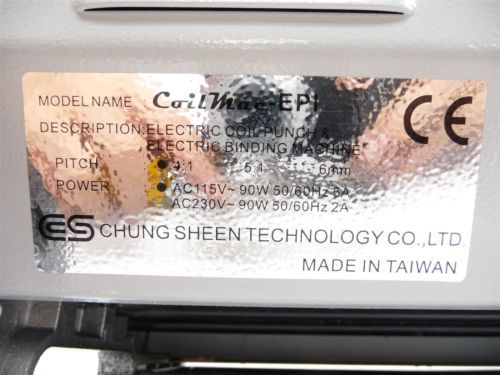 MODEL NAME : CoilMac-EPI
DESCRIPTION: ELECTRIC COIL PUNCH &
ELECTRIC BINDING MACHINE
PITCH 4:1 5:1 6mm
POWER AC115V~ 90W 50/60Hz 6A
AC230V~ 90W 50/60Hz 2A
CE
CS CHUNG SHEEN TECHNOLOGY CO., LTD.
MADE IN TAIWAN